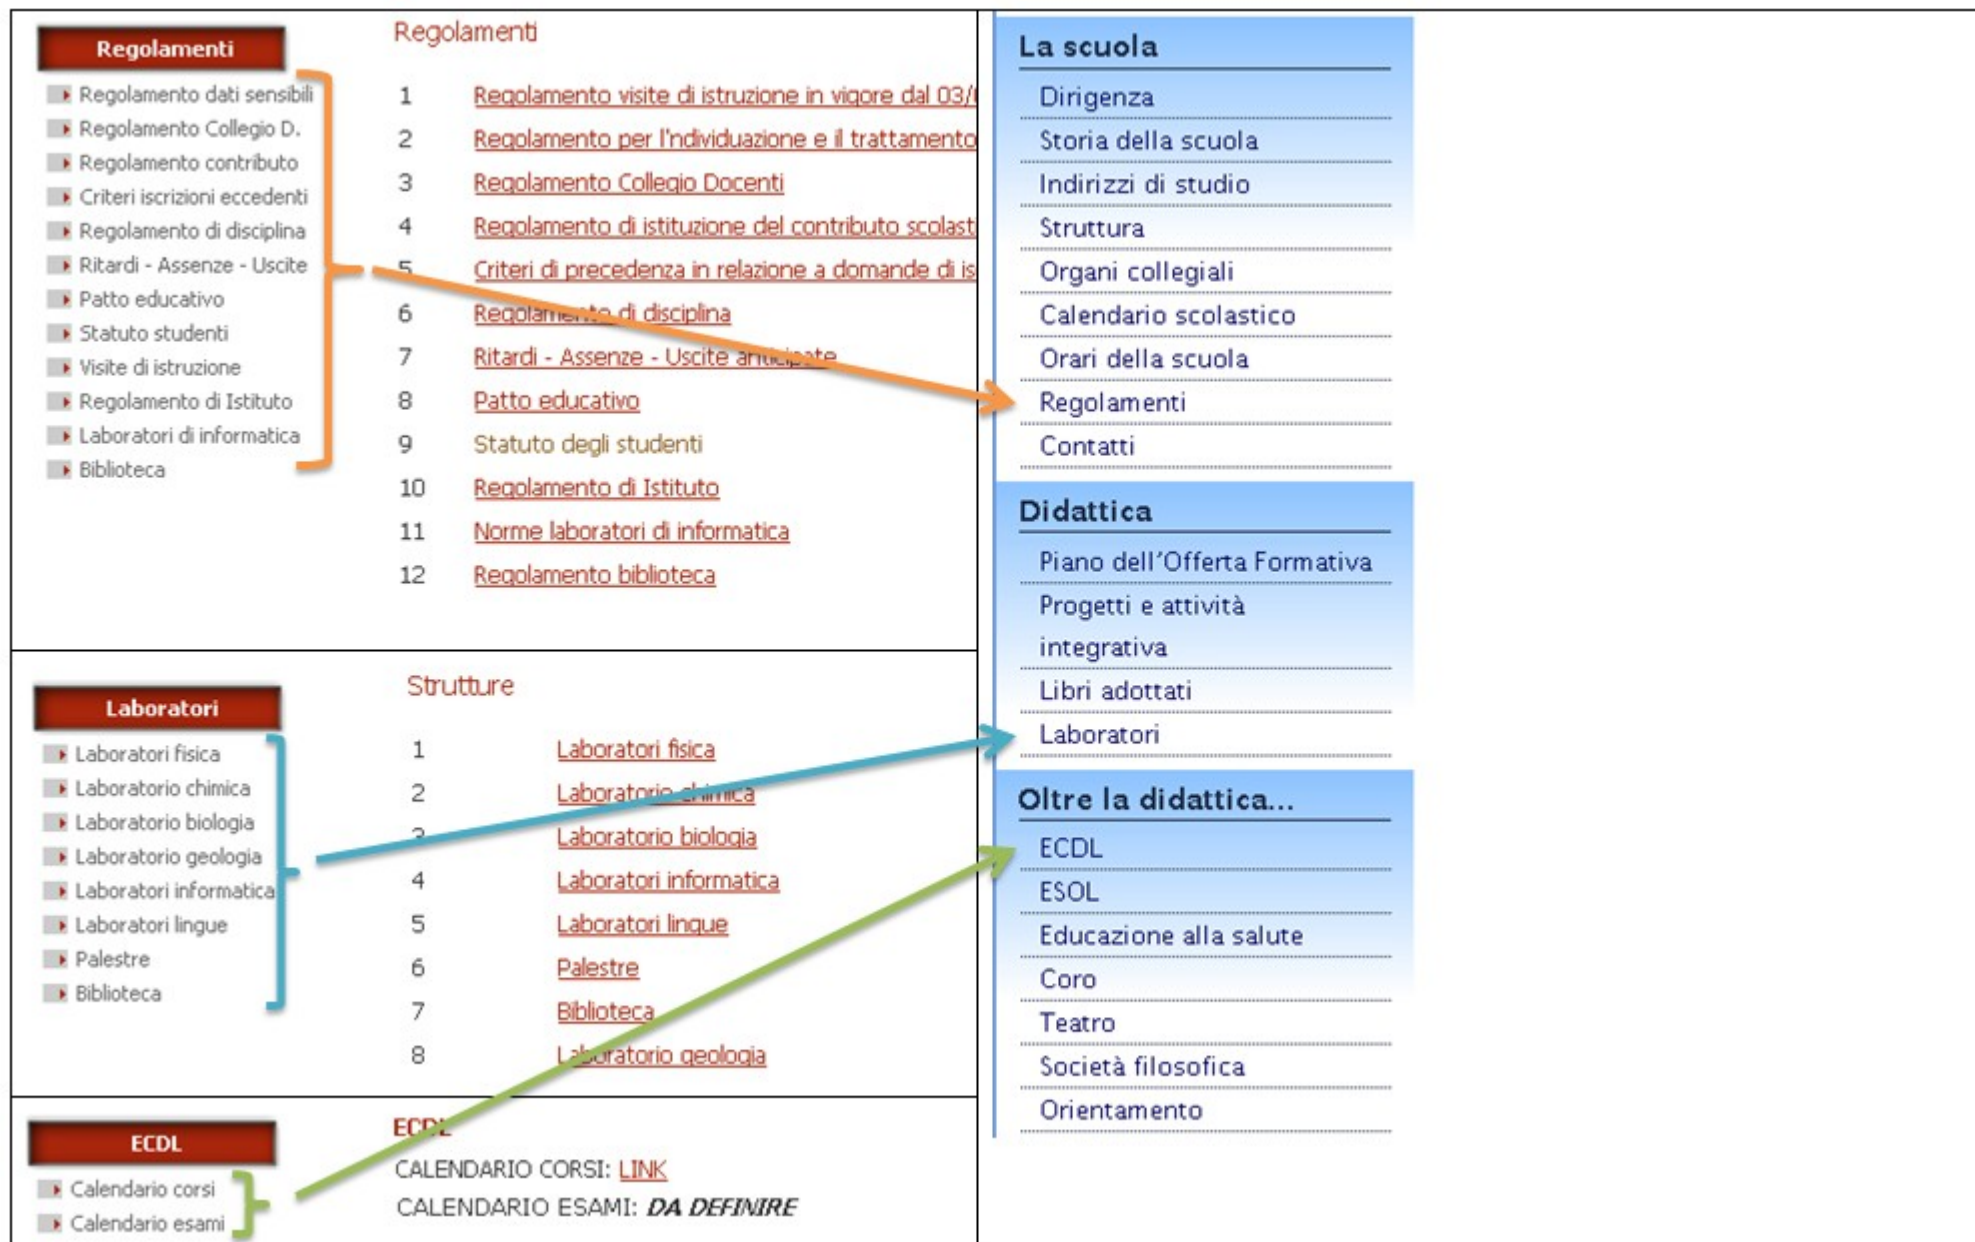 Regolamenti
Regolamento dati sensibili
Regolamento Collegio D.
Regolamento contributo
Criteri iscrizioni eccedenti
Regolamento di disciplina
Ritardi - Assenze - Uscite
Patto educativo
Statuto studenti
Visite di istruzione
Regolamento di Istituto
Laboratori di informatica
Biblioteca
Regolamenti
1 Regolamento visite di istruzione in vigore dal 03/
2 Regolamento per l'ndividuazione e il trattamento
3 Regolamento Collegio Docenti
4 Regolamento di istituzione del contributo scolast
5 Criteri di precedenza in relazione a domande di is
6 Regolamento di disciplina
7 Ritardi - Assenze - Uscite anticipate
8 Patto educativo
9 Statuto degli studenti
10 Regolamento di Istituto
11 Norme laboratori di informatica
12 Regolamento biblioteca
Laboratori
Laboratori fisica
Laboratorio chimica
Laboratorio biologia
Laboratorio geologia
Laboratori informatica
Laboratori lingue
Palestre
Biblioteca
Strutture
1 Laboratori fisica
2 Laboratorio chimica
3 Laboratorio biologia
4 Laboratori informatica
5 Laboratori lingue
6 Palestre
7 Biblioteca
8 Laboratorio geologia
ECDL
Calendario corsi
Calendario esami
ECDL
CALENDARIO CORSI: LINK
CALENDARIO ESAMI: DA DEFINIRE
La scuola
Dirigenza
Storia della scuola
Indirizzi di studio
Struttura
Organi collegiali
Calendario scolastico
Orari della scuola
Regolamenti
Contatti
Didattica
Piano dell'Offerta Formativa
Progetti e attività
integrativa
Libri adottati
Laboratori
Oltre la didattica...
ECDL
ESOL
Educazione alla salute
Coro
Teatro
Società filosofica
Orientamento